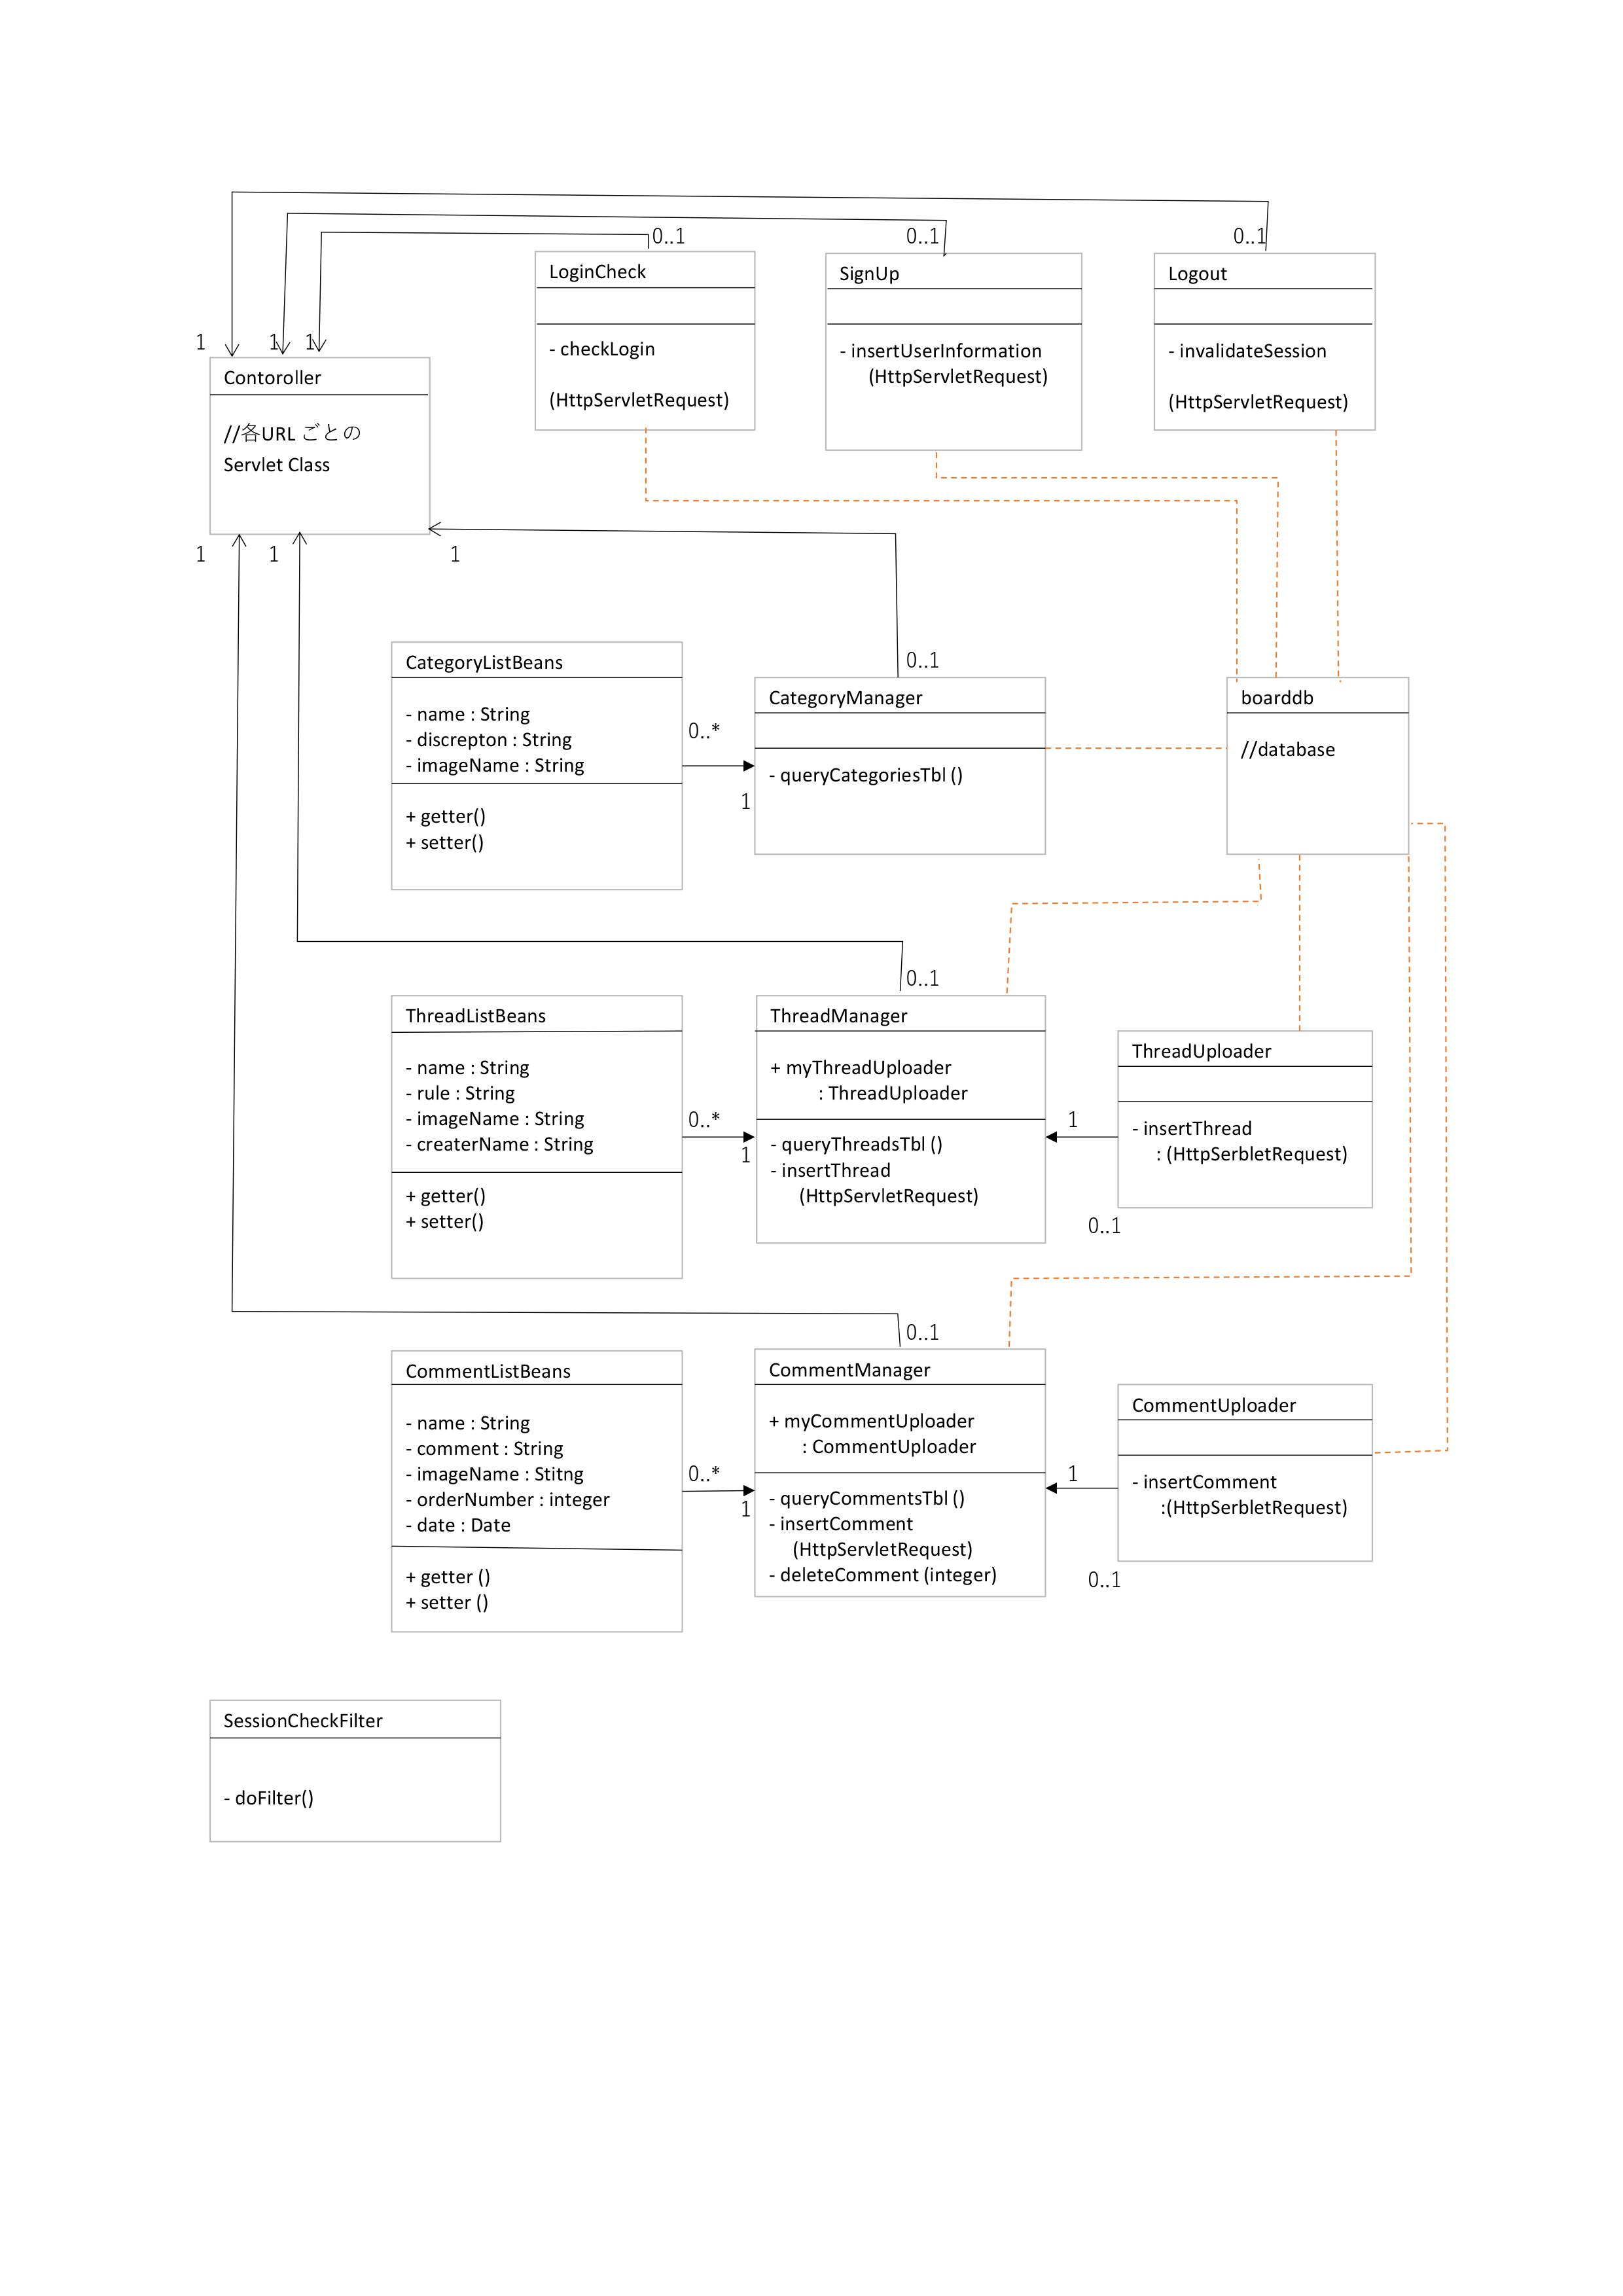 0..1
0..1
0..1
LoginCheck
- checkLogin
(HttpServletRequest)
SignUp
- insertUserInformation
(HttpServletRequest)
Logout
- invalidateSession
(HttpServletRequest)
1
1
1
Contoroller
//各URL ごとの
Servlet Class
1
1
1
CategoryListBeans
- name : String
- discrepton : String
- imageName : String
+ getter()
+ setter()
0..*
1
0..1
CategoryManager
- queryCategoriesTbl ()
boarddb
//database
0..1
ThreadListBeans
- name : String
- rule : String
- imageName : String
- createrName : String
+ getter()
+ setter()
0..*
1
ThreadManager
+ myThreadUploader
: ThreadUploader
- queryThreadsTbl ()
- insertThread
(HttpServletRequest)
1
ThreadUploader
- insertThread
: (HttpSerbletRequest)
0..1
0..1
CommentListBeans
- name : String
- comment : String
- imageName : Stitng
- orderNumber : integer
- date : Date
+ getter ()
+ setter ()
0..*
1
CommentManager
+ myCommentUploader
: CommentUploader
- queryCommentsTbl ()
- insertComment
(HttpServletRequest)
- deleteComment (integer)
1
CommentUploader
- insertComment
:(HttpSerbletRequest)
0..1
SessionCheckFilter
- doFilter()